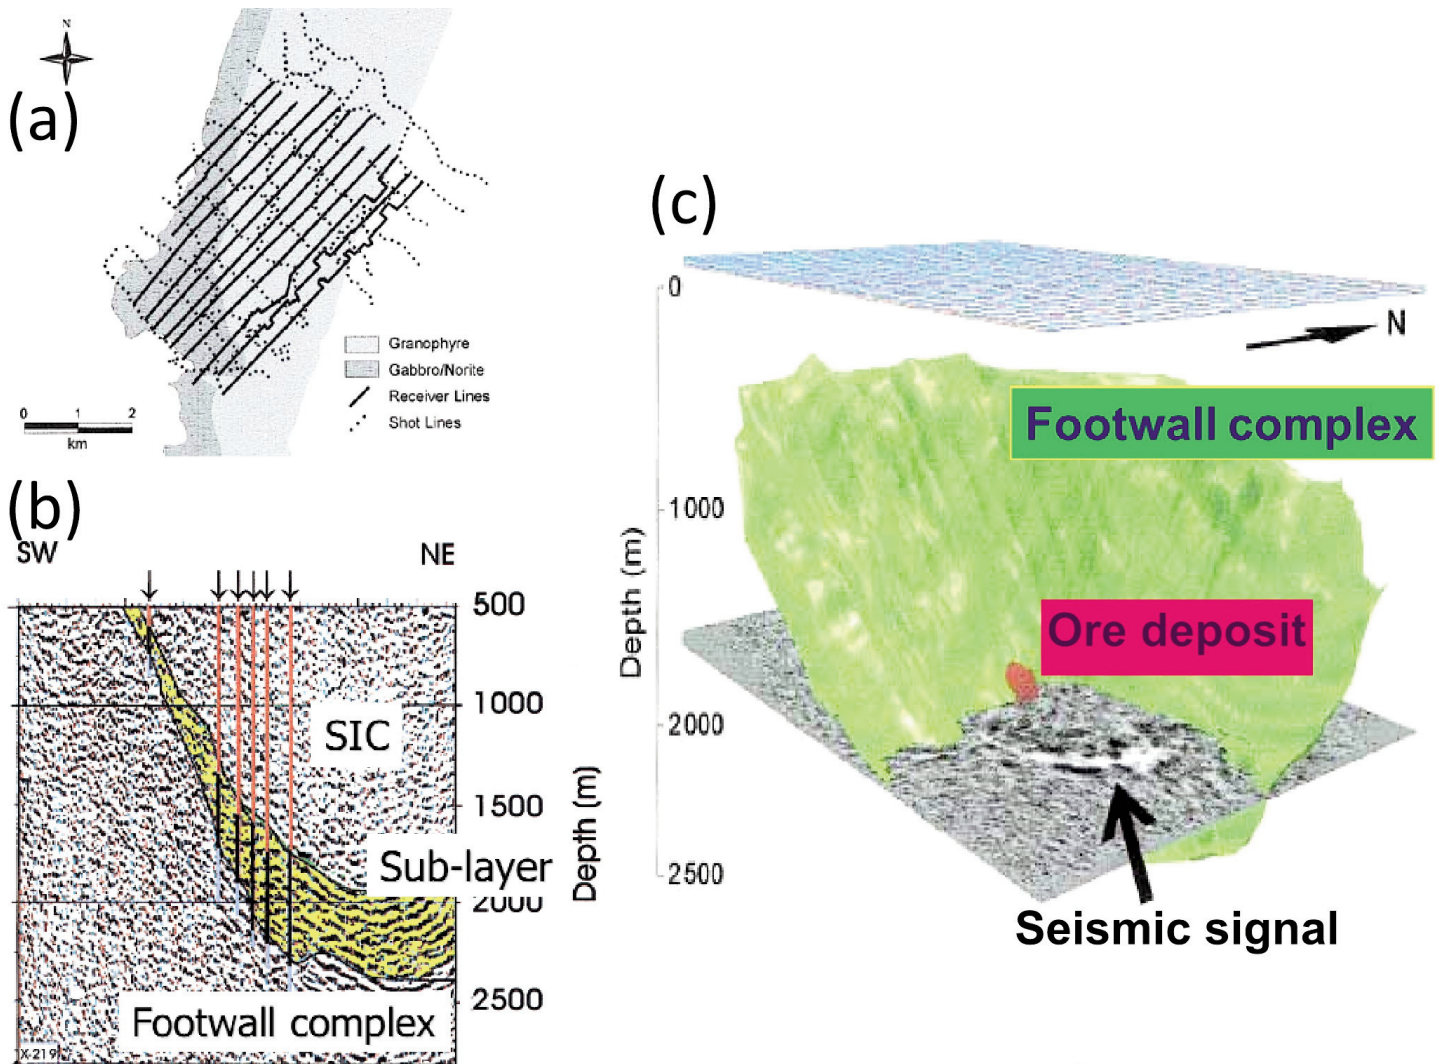 N
(a)
Granophyre
Gabbro/Norite
Receiver Lines
Shot Lines
0 1 2
km
(b)
SW NE
500
1000
SIC
1500
Sub-layer
2000
2500
Footwall complex
Depth (m)
X-219
(c)
0
N
Footwall complex
1000
Depth (m)
Ore deposit
2000
2500
Seismic signal